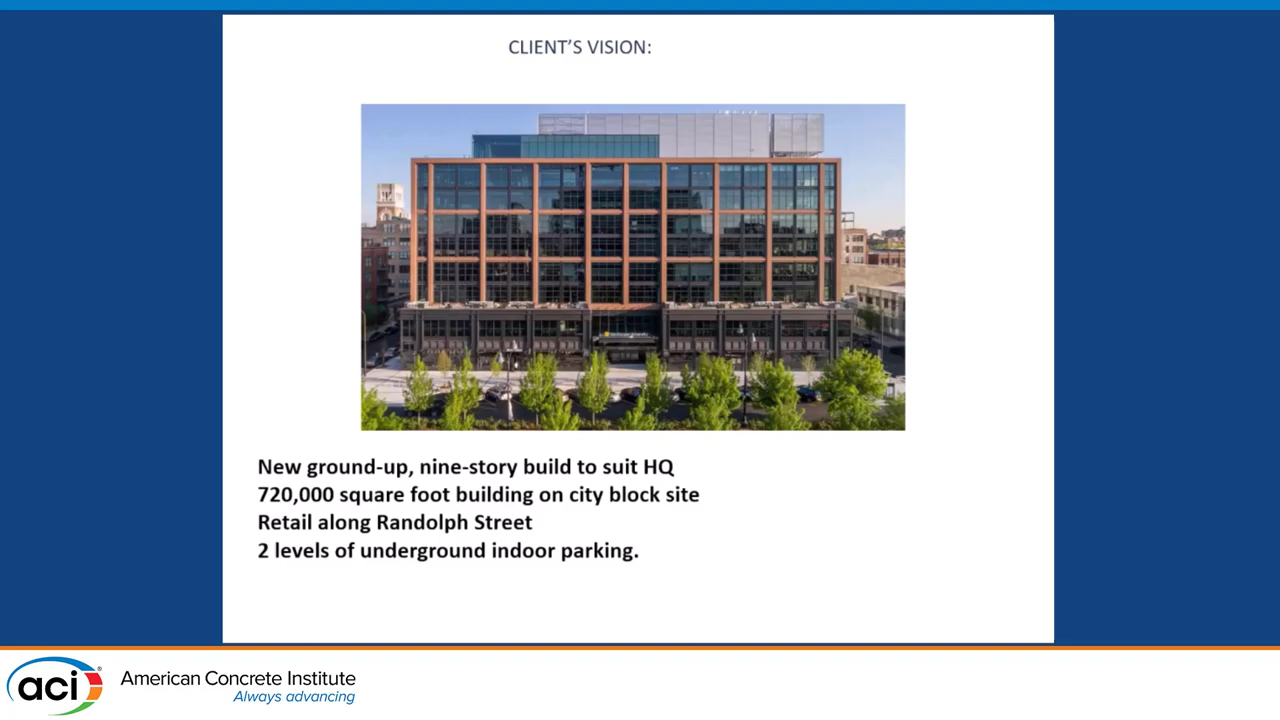 CLIENT'S VISION:
New ground-up, nine-story build to suit HQ
720,000 square foot building on city block site
Retail along Randolph Street
2 levels of underground indoor parking.
aci®
American Concrete Institute
Always advancing